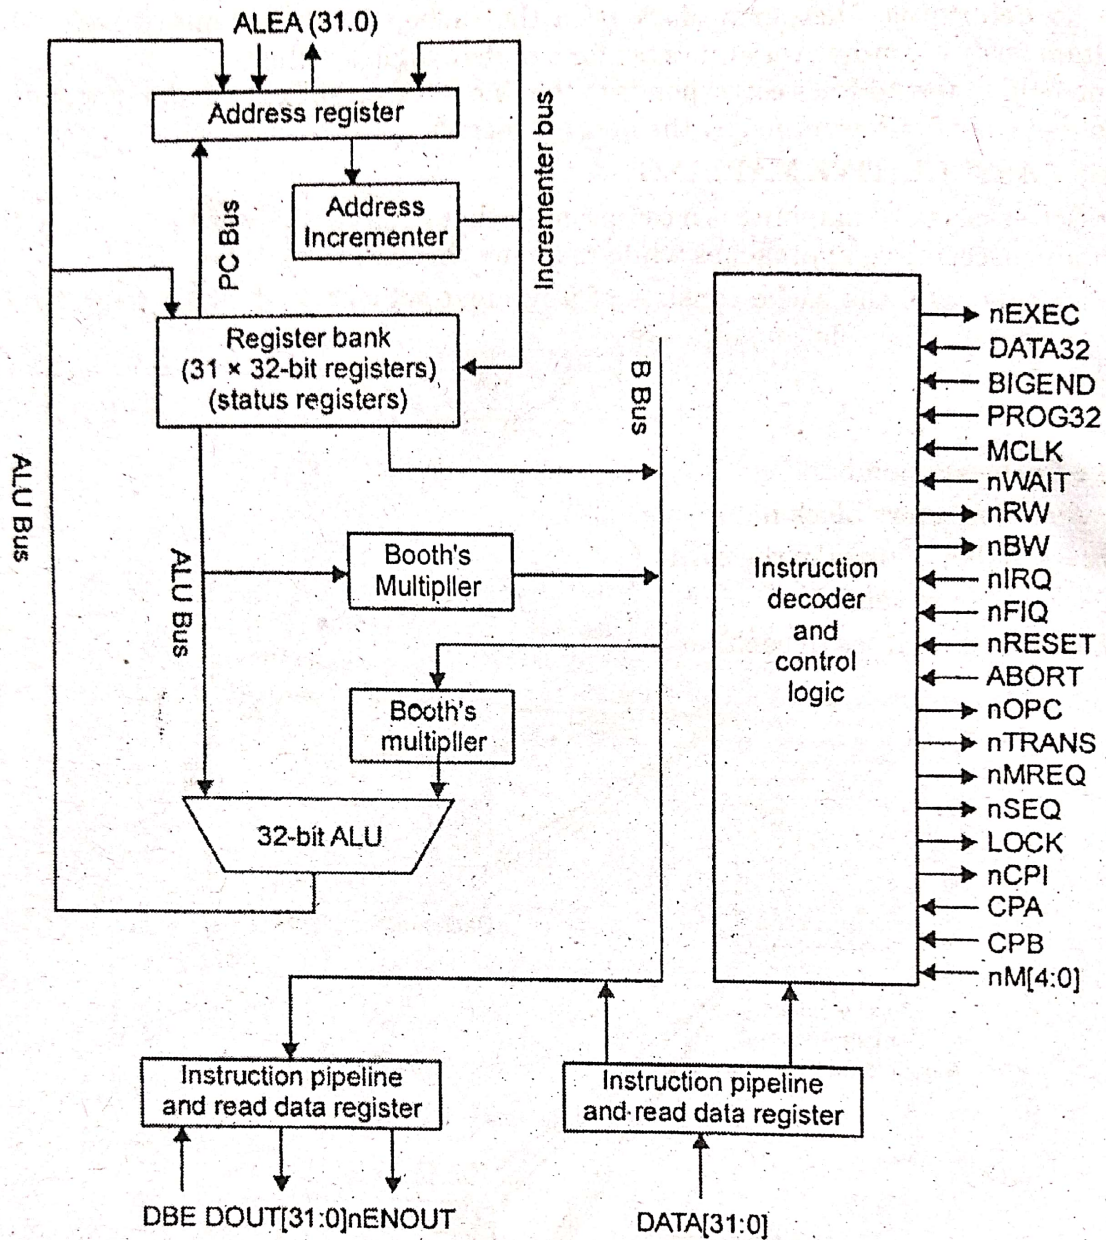 ALEA (31.0)
Address register
Address
Incrementer
Incrementer bus
PC Bus
Register bank
(31 × 32-bit registers)
(status registers)
B Bus
ALU Bus
ALU Bus
Booth's
Multipller
Booth's
multipller
32-bit ALU
Instruction
decoder
and
control
logic
nEXEC
DATA32
BIGEND
PROG32
MCLK
nWAIT
nRW
nBW
nIRQ
nFIQ
nRESET
ABORT
nOPC
nTRANS
nMREQ
nSEQ
LOCK
nCPI
CPA
CPB
nM[4:0]
Instruction pipeline
and read data register
Instruction pipeline
and read data register
DBE DOUT[31:0]nENOUT
DATA[31:0]